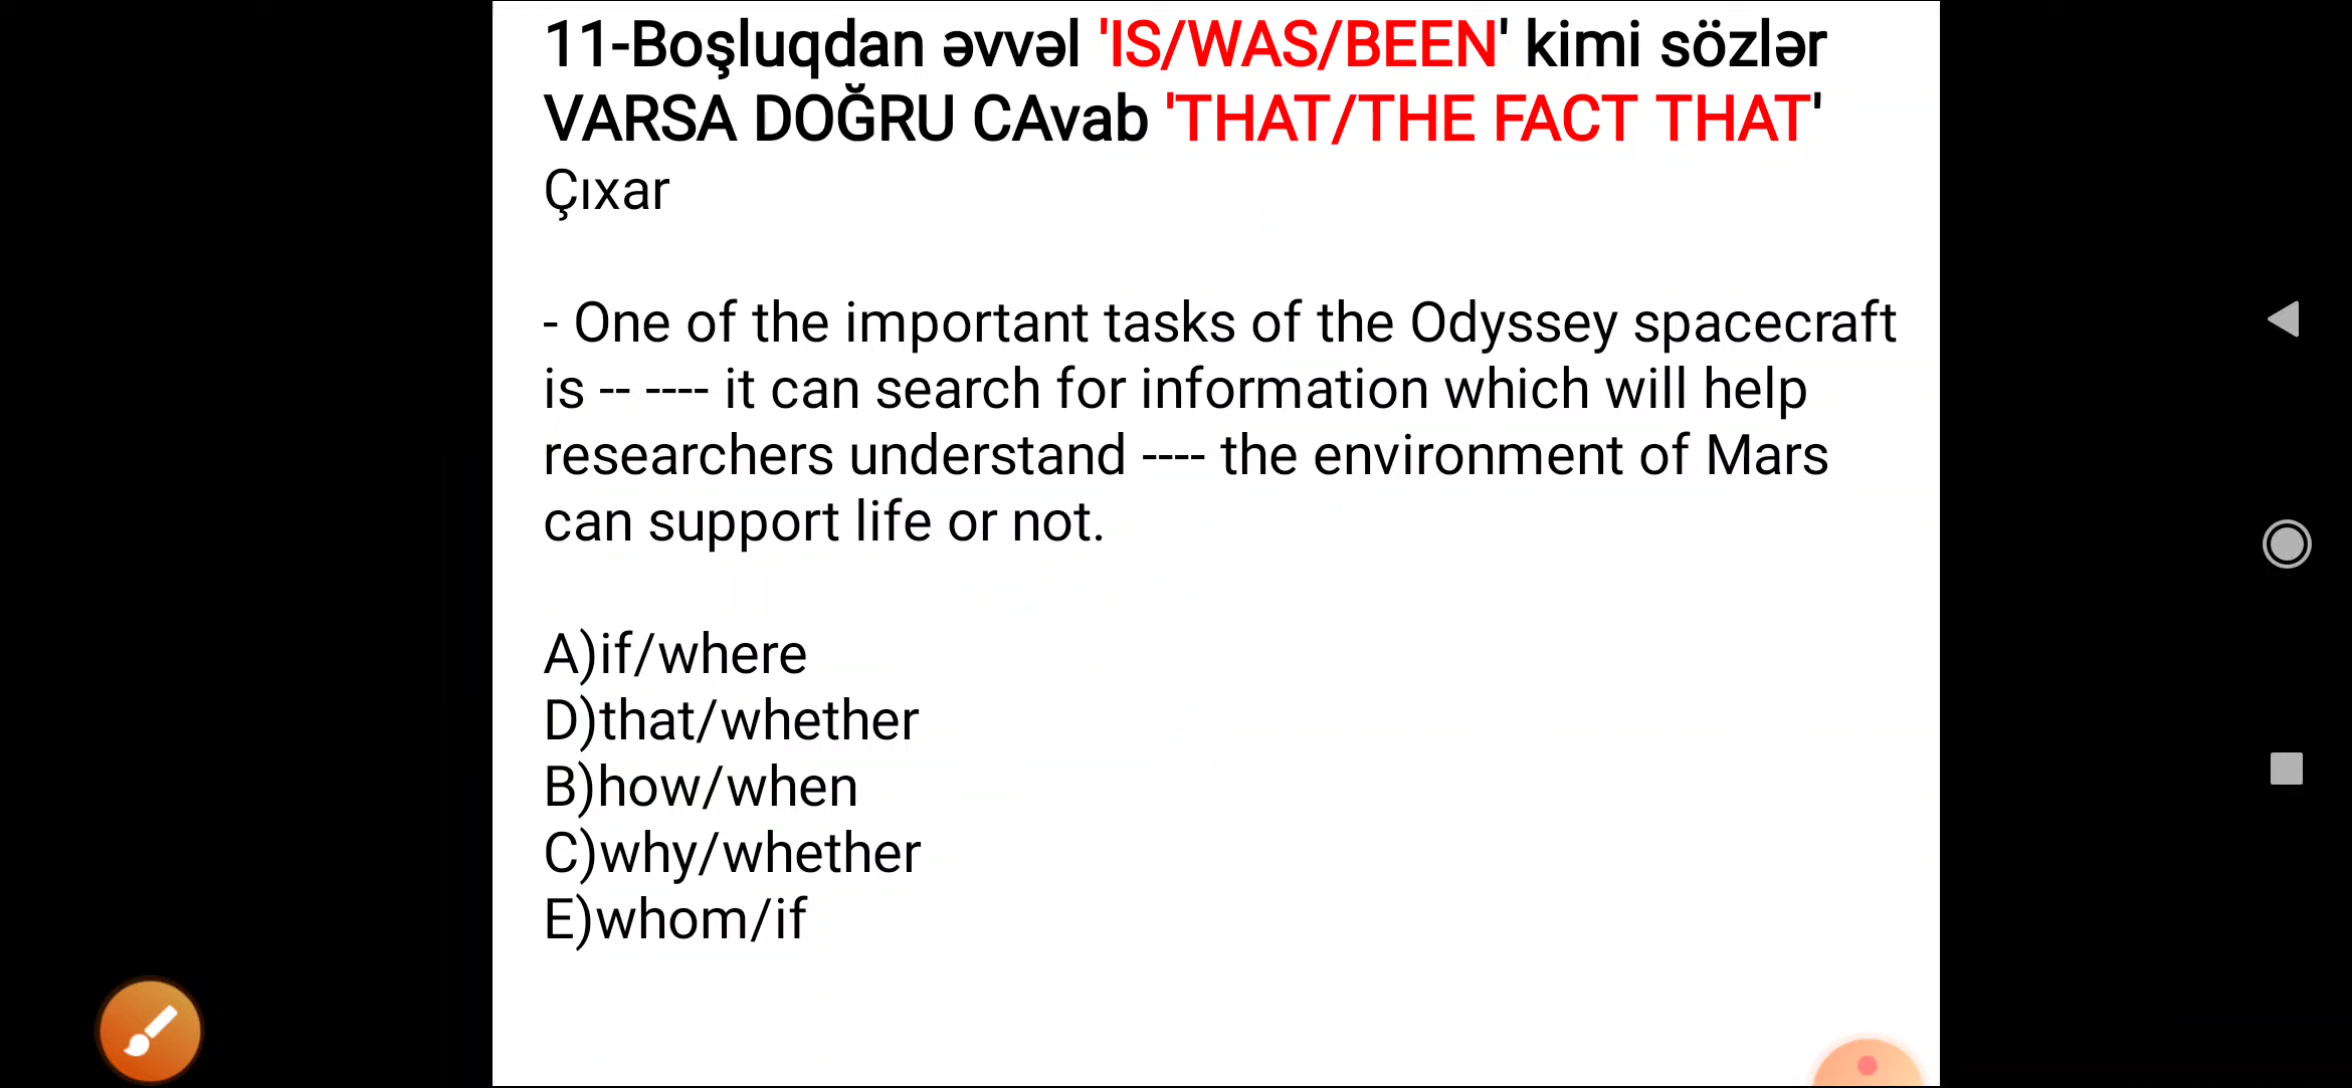 11-Boşluqdan əvvəl 'IS/WAS/BEEN' kimi sözlər
VARSA DOĞRU CAvab 'THAT/THE FACT THAT'
Çıxar
- One of the important tasks of the Odyssey spacecraft
is -- ---- it can search for information which will help
researchers understand ---- the environment of Mars
can support life or not.
A)if/where
D)that/whether
B)how/when
C)why/whether
E)whom/if